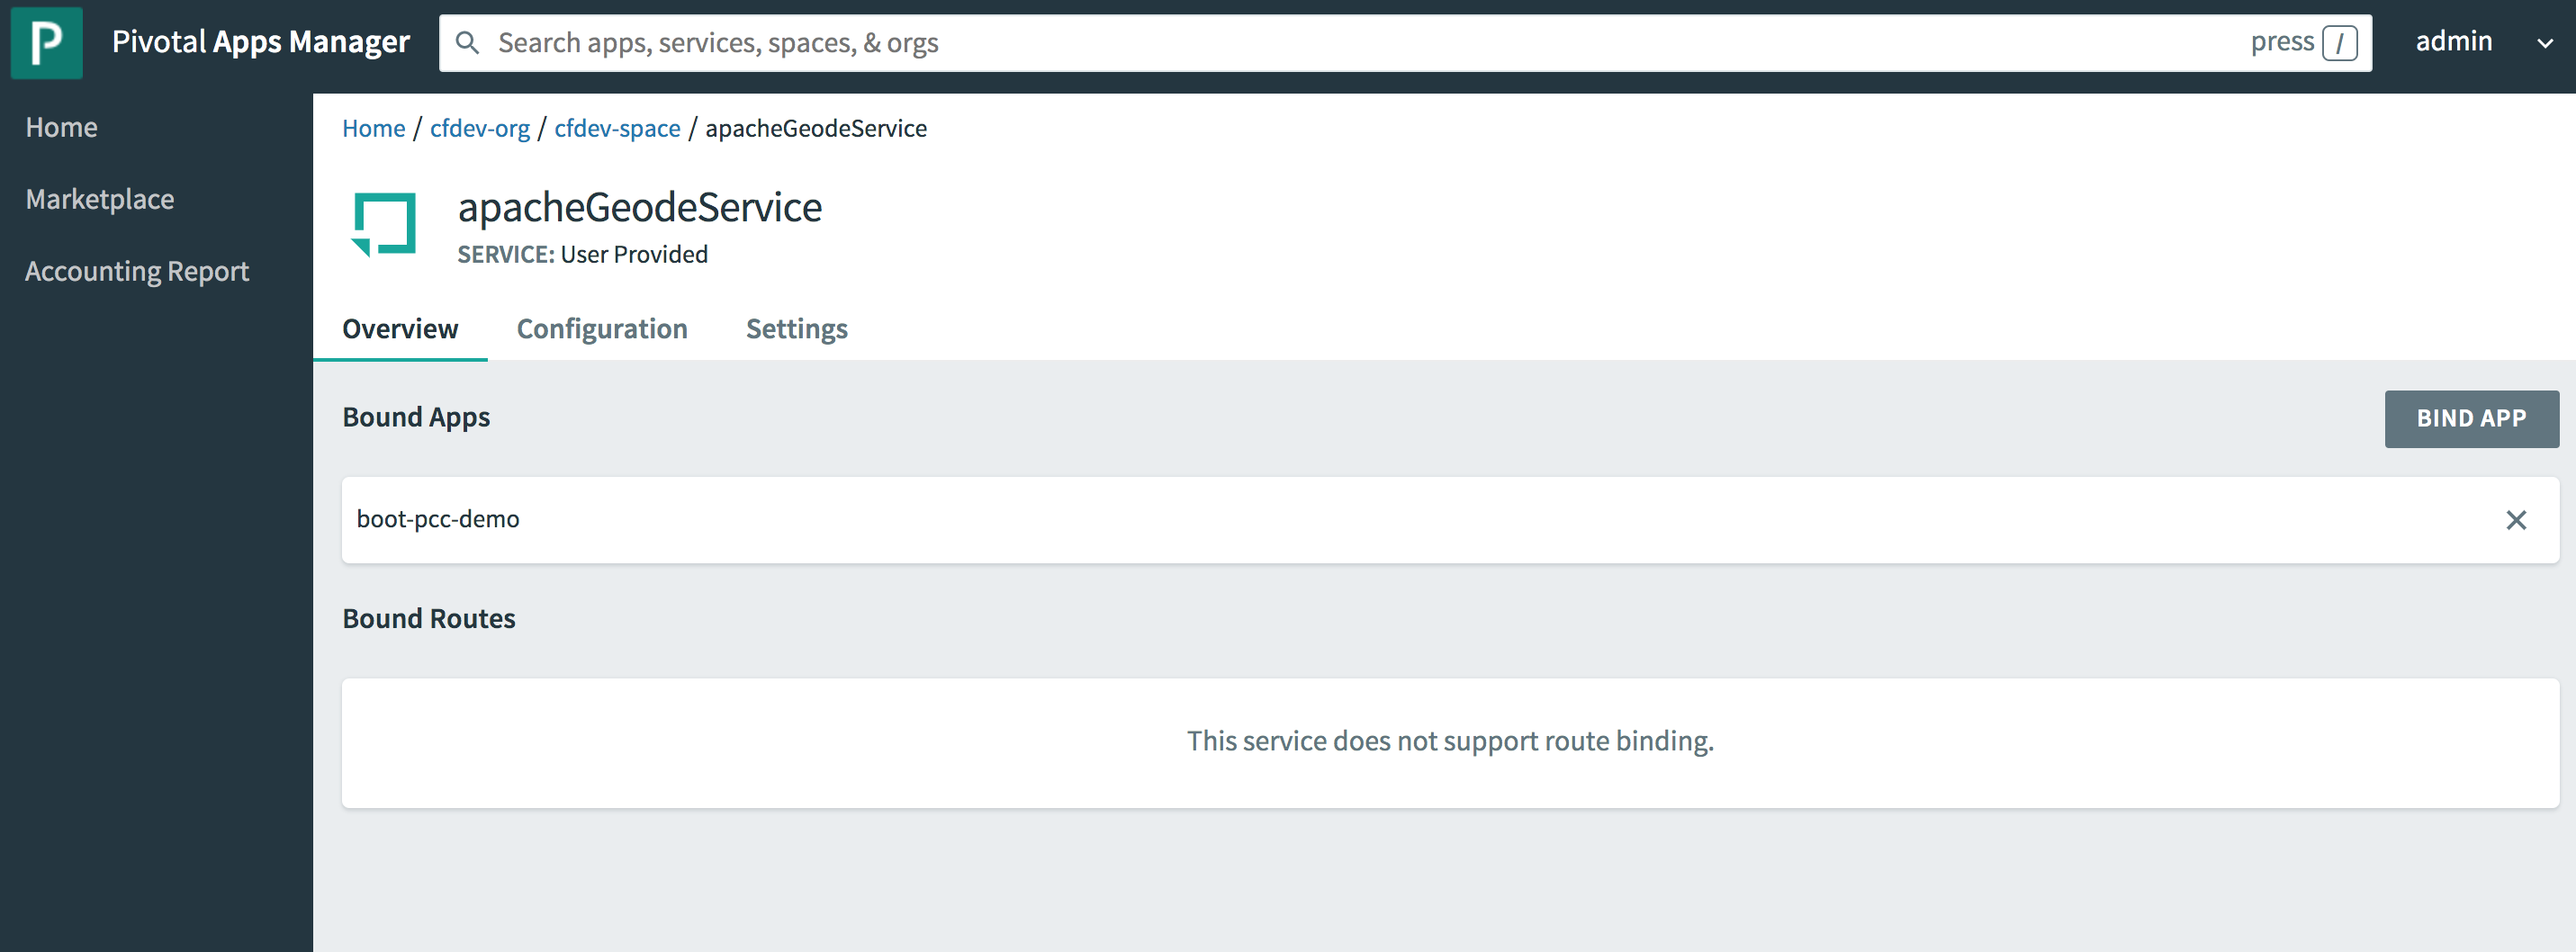 P Pivotal Apps Manager Search apps, services, spaces, & orgs press / admin
Home
Marketplace
Accounting Report
Home / cfdev-org / cfdev-space / apacheGeodeService
apacheGeodeService
SERVICE: User Provided
Overview Configuration Settings
Bound Apps BIND APP
boot-pcc-demo
Bound Routes
This service does not support route binding.